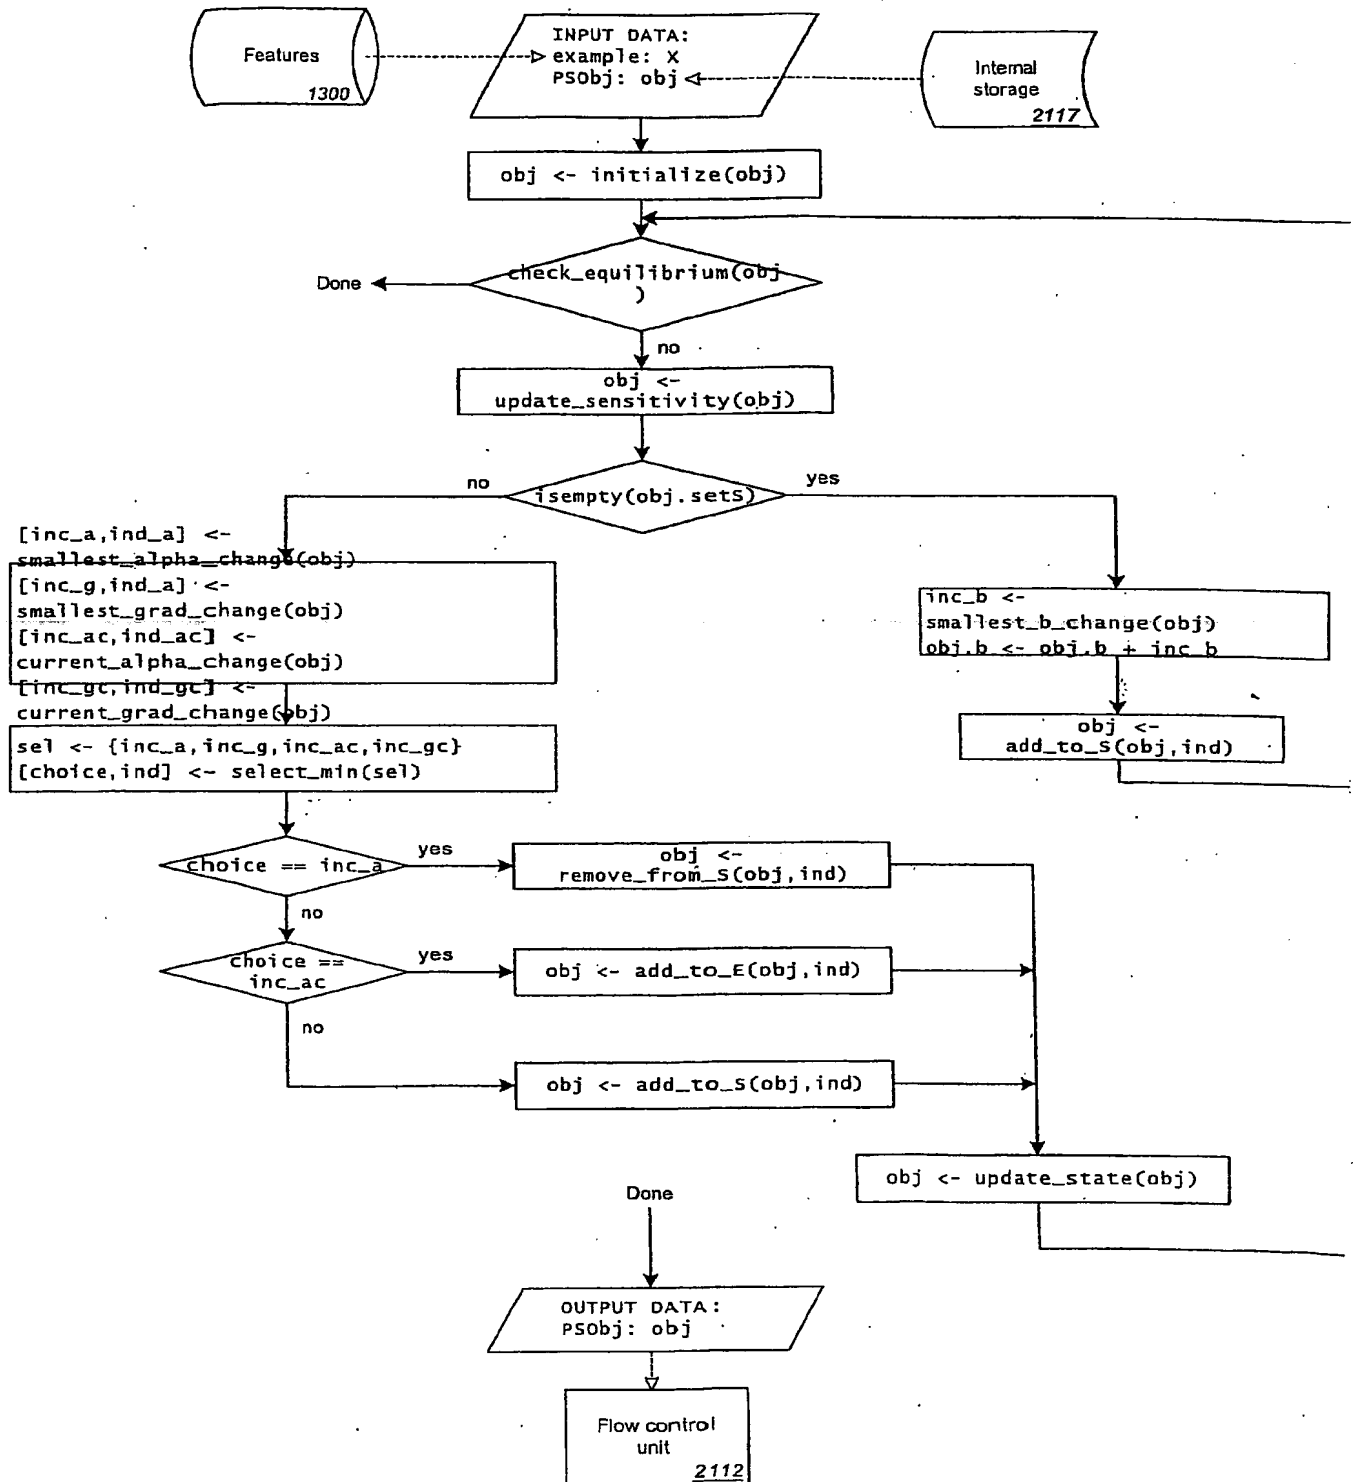 Features
1300
INPUT DATA:
example: X
PSObj: obj
Internal
storage
2117
obj <- initialize(obj)
check_equilibrium(obj
)
Done
no
obj <-
update_sensitivity(obj)
no
isempty(obj.setS)
yes
[inc_a,ind_a] <-
smallest_alpha_change(obj)
[inc_g,ind_a] <-
smallest_grad_change(obj)
[inc_ac,ind_ac] <-
current_alpha_change(obj)
[inc_gc,ind_gc] <-
current_grad_change(obj)
inc_b <-
smallest_b_change(obj)
obj.b <- obj.b + inc_b
obj <-
add_to_S(obj,ind)
sel <- {inc_a,inc_g,inc_ac,inc_gc}
[choice,ind] <- select_min(sel)
choice == inc_a
yes
obj <-
remove_from_S(obj,ind)
no
choice ==
inc_ac
yes
obj <- add_to_E(obj,ind)
no
obj <- add_to_S(obj,ind)
obj <- update_state(obj)
Done
OUTPUT DATA:
PSObj: obj
Flow control
unit
2112